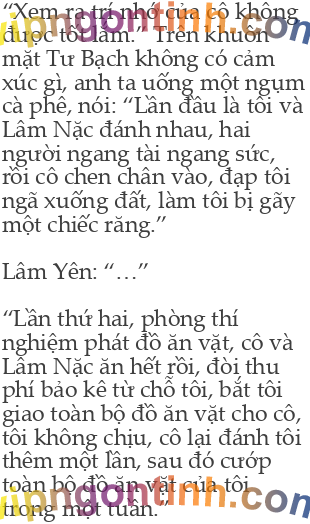 “Xem ra trí nhớ của cô không
được tốt lắm.” Trên khuôn
mặt Tư Bạch không có cảm
xúc gì, anh ta uống một ngụm
cà phê, nói: “Lần đầu là tôi và
Lâm Nặc đánh nhau, hai
người ngang tài ngang sức,
rồi cô chen chân vào, đạp tôi
ngã xuống đất, làm tôi bị gãy
một chiếc răng.”
Lâm Yên: “…”
“Lần thứ hai, phòng thí
nghiệm phát đồ ăn vặt, cô và
Lâm Nặc ăn hết rồi, đòi thu
phí bảo kê từ chỗ tôi, bắt tôi
giao toàn bộ đồ ăn vặt cho cô,
tôi không chịu, cô lại đánh tôi
thêm một lần, sau đó cướp
toàn bộ đồ ăn vặt của tôi
trong một tuần.”